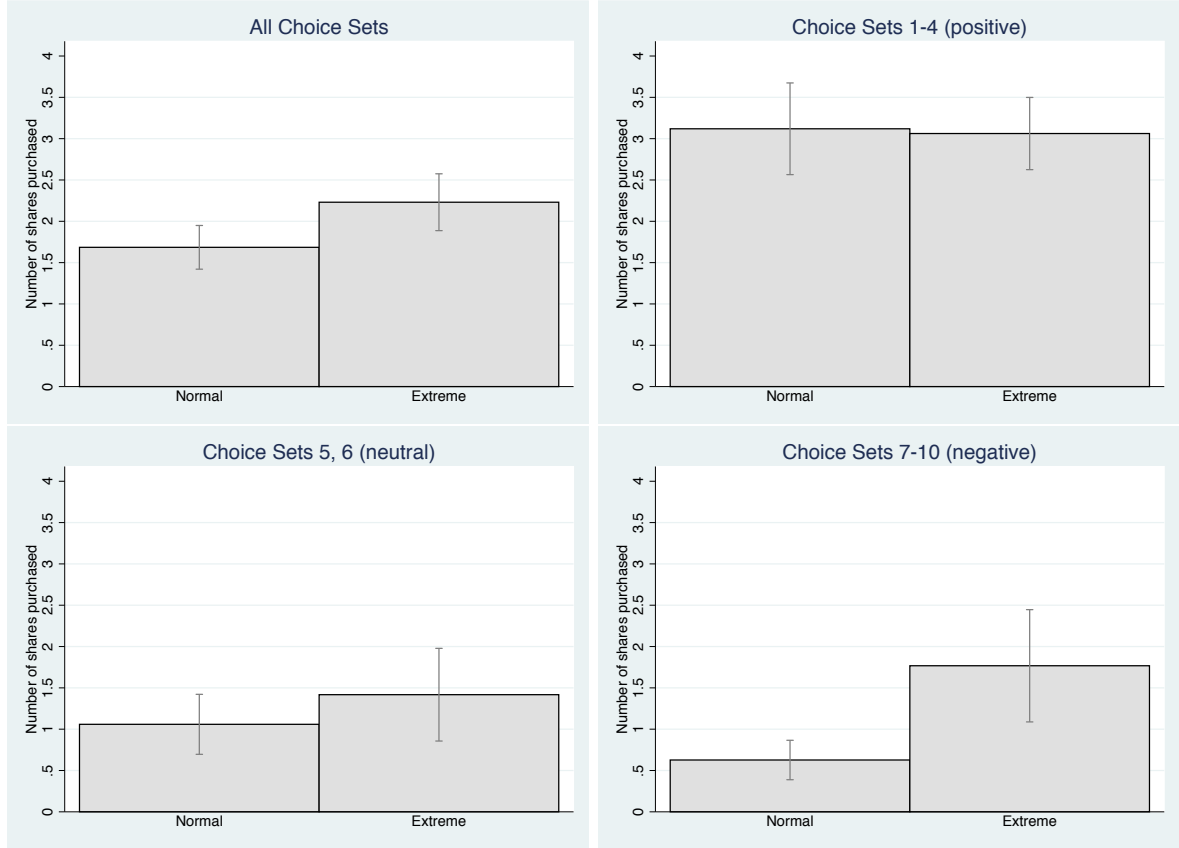 All Choice Sets
Number of shares purchased
4
3.5
3
2.5
2
1.5
1
.5
0
Normal
Extreme
Choice Sets 1-4 (positive)
Number of shares purchased
4
3.5
3
2.5
2
1.5
1
.5
0
Normal
Extreme
Choice Sets 5, 6 (neutral)
Number of shares purchased
4
3.5
3
2.5
2
1.5
1
.5
0
Normal
Extreme
Choice Sets 7-10 (negative)
Number of shares purchased
4
3.5
3
2.5
2
1.5
1
.5
0
Normal
Extreme